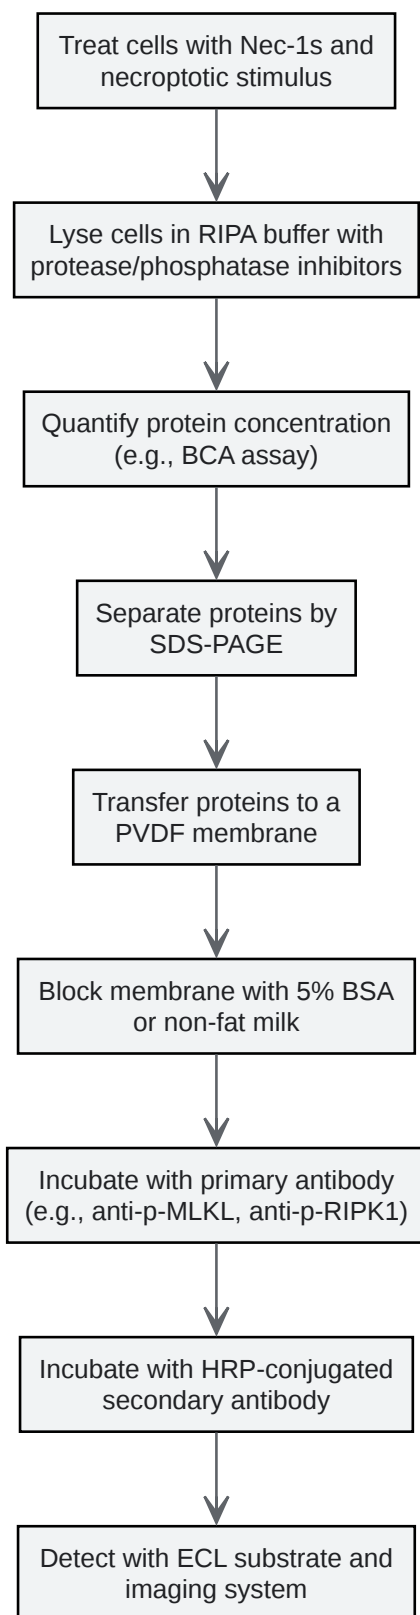 Treat cells with Nec-1s and
necroptotic stimulus
Lyse cells in RIPA buffer with
protease/phosphatase inhibitors
Quantify protein concentration
(e.g., BCA assay)
Separate proteins by
SDS-PAGE
Transfer proteins to a
PVDF membrane
Block membrane with 5% BSA
or non-fat milk
Incubate with primary antibody
(e.g., anti-p-MLKL, anti-p-RIPK1)
Incubate with HRP-conjugated
secondary antibody
Detect with ECL substrate and
imaging system